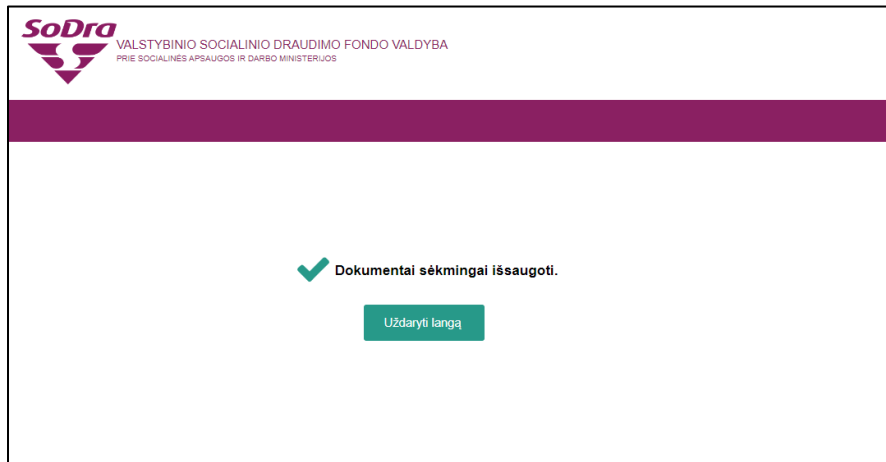 SoDra
VALSTYBINIO SOCIALINIO DRAUDIMO FONDO VALDYBA
PRIE SOCIALINĖS APSAUGOS IR DARBO MINISTERIJOS
Dokumentai sėkmingai išsaugoti.
Uždaryti langą